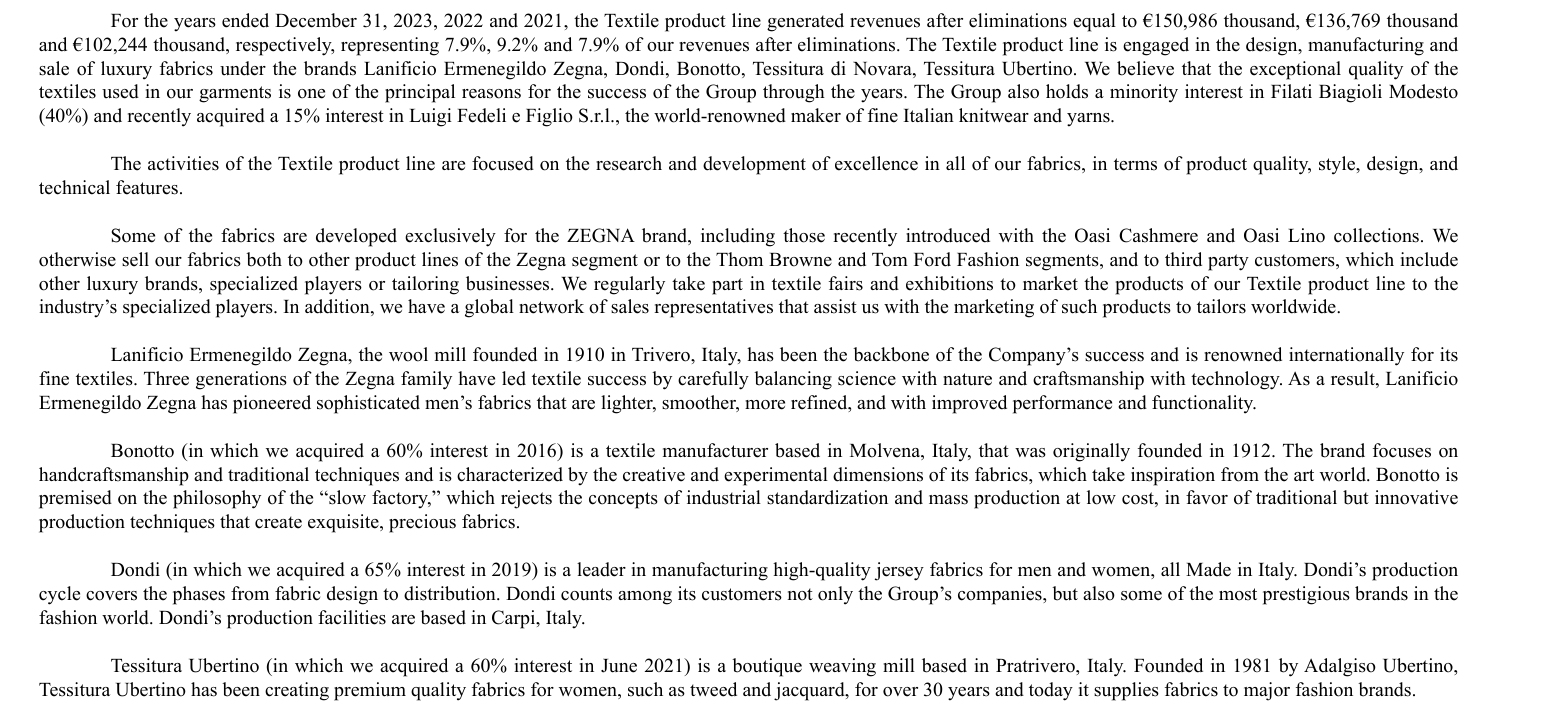 For the years ended December 31, 2023, 2022 and 2021, the Textile product line generated revenues after eliminations equal to €150,986 thousand, €136,769 thousand
and €102,244 thousand, respectively, representing 7.9%, 9.2% and 7.9% of our revenues after eliminations. The Textile product line is engaged in the design, manufacturing and
sale of luxury fabrics under the brands Lanificio Ermenegildo Zegna, Dondi, Bonotto, Tessitura di Novara, Tessitura Ubertino. We believe that the exceptional quality of the
textiles used in our garments is one of the principal reasons for the success of the Group through the years. The Group also holds a minority interest in Filati Biagioli Modesto
(40%) and recently acquired a 15% interest in Luigi Fedeli e Figlio S.r.l., the world-renowned maker of fine Italian knitwear and yarns.
The activities of the Textile product line are focused on the research and development of excellence in all of our fabrics, in terms of product quality, style, design, and
technical features.
Some of the fabrics are developed exclusively for the ZEGNA brand, including those recently introduced with the Oasi Cashmere and Oasi Lino collections. We
otherwise sell our fabrics both to other product lines of the Zegna segment or to the Thom Browne and Tom Ford Fashion segments, and to third party customers, which include
other luxury brands, specialized players or tailoring businesses. We regularly take part in textile fairs and exhibitions to market the products of our Textile product line to the
industry’s specialized players. In addition, we have a global network of sales representatives that assist us with the marketing of such products to tailors worldwide.
Lanificio Ermenegildo Zegna, the wool mill founded in 1910 in Trivero, Italy, has been the backbone of the Company’s success and is renowned internationally for its
fine textiles. Three generations of the Zegna family have led textile success by carefully balancing science with nature and craftsmanship with technology. As a result, Lanificio
Ermenegildo Zegna has pioneered sophisticated men’s fabrics that are lighter, smoother, more refined, and with improved performance and functionality.
Bonotto (in which we acquired a 60% interest in 2016) is a textile manufacturer based in Molvena, Italy, that was originally founded in 1912. The brand focuses on
handcraftsmanship and traditional techniques and is characterized by the creative and experimental dimensions of its fabrics, which take inspiration from the art world. Bonotto is
premised on the philosophy of the “slow factory,” which rejects the concepts of industrial standardization and mass production at low cost, in favor of traditional but innovative
production techniques that create exquisite, precious fabrics.
Dondi (in which we acquired a 65% interest in 2019) is a leader in manufacturing high-quality jersey fabrics for men and women, all Made in Italy. Dondi’s production
cycle covers the phases from fabric design to distribution. Dondi counts among its customers not only the Group’s companies, but also some of the most prestigious brands in the
fashion world. Dondi’s production facilities are based in Carpi, Italy.
Tessitura Ubertino (in which we acquired a 60% interest in June 2021) is a boutique weaving mill based in Pratrivero, Italy. Founded in 1981 by Adalgiso Ubertino,
Tessitura Ubertino has been creating premium quality fabrics for women, such as tweed and jacquard, for over 30 years and today it supplies fabrics to major fashion brands.